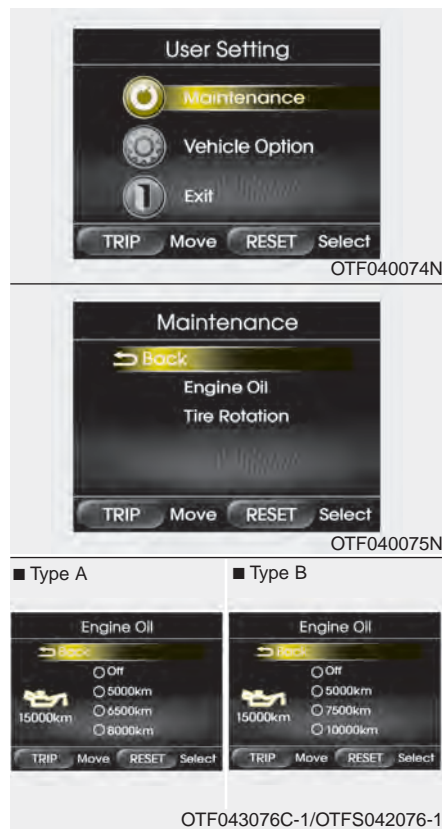 User Setting
Maintenance
Vehicle Option
Exit
TRIP Move RESET Select
OTF040074N
Maintenance
Back
Engine Oil
Tire Rotation
TRIP Move RESET Select
OTF040075N
■ Type A
Engine Oil
Back
Off
5000km
6500km
8000km
15000km
TRIP Move RESET Select
■ Type B
Engine Oil
Back
Off
5000km
7500km
10000km
15000km
TRIP Move RESET Select
OTF043076C-1/OTFS042076-1